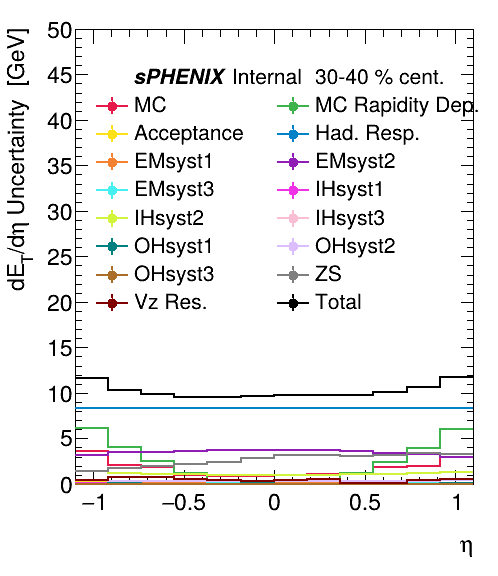 sPHENIX Internal 30-40 % cent.
MC
MC Rapidity Dep.
Acceptance
Had. Resp.
EMsyst1
EMsyst2
EMsyst3
IHsyst1
IHsyst2
IHsyst3
OHsyst1
OHsyst2
OHsyst3
ZS
Vz Res.
Total
dE_T/dη Uncertainty [GeV]
50
45
40
35
30
25
20
15
10
5
0
−1 −0.5 0 0.5 1
η